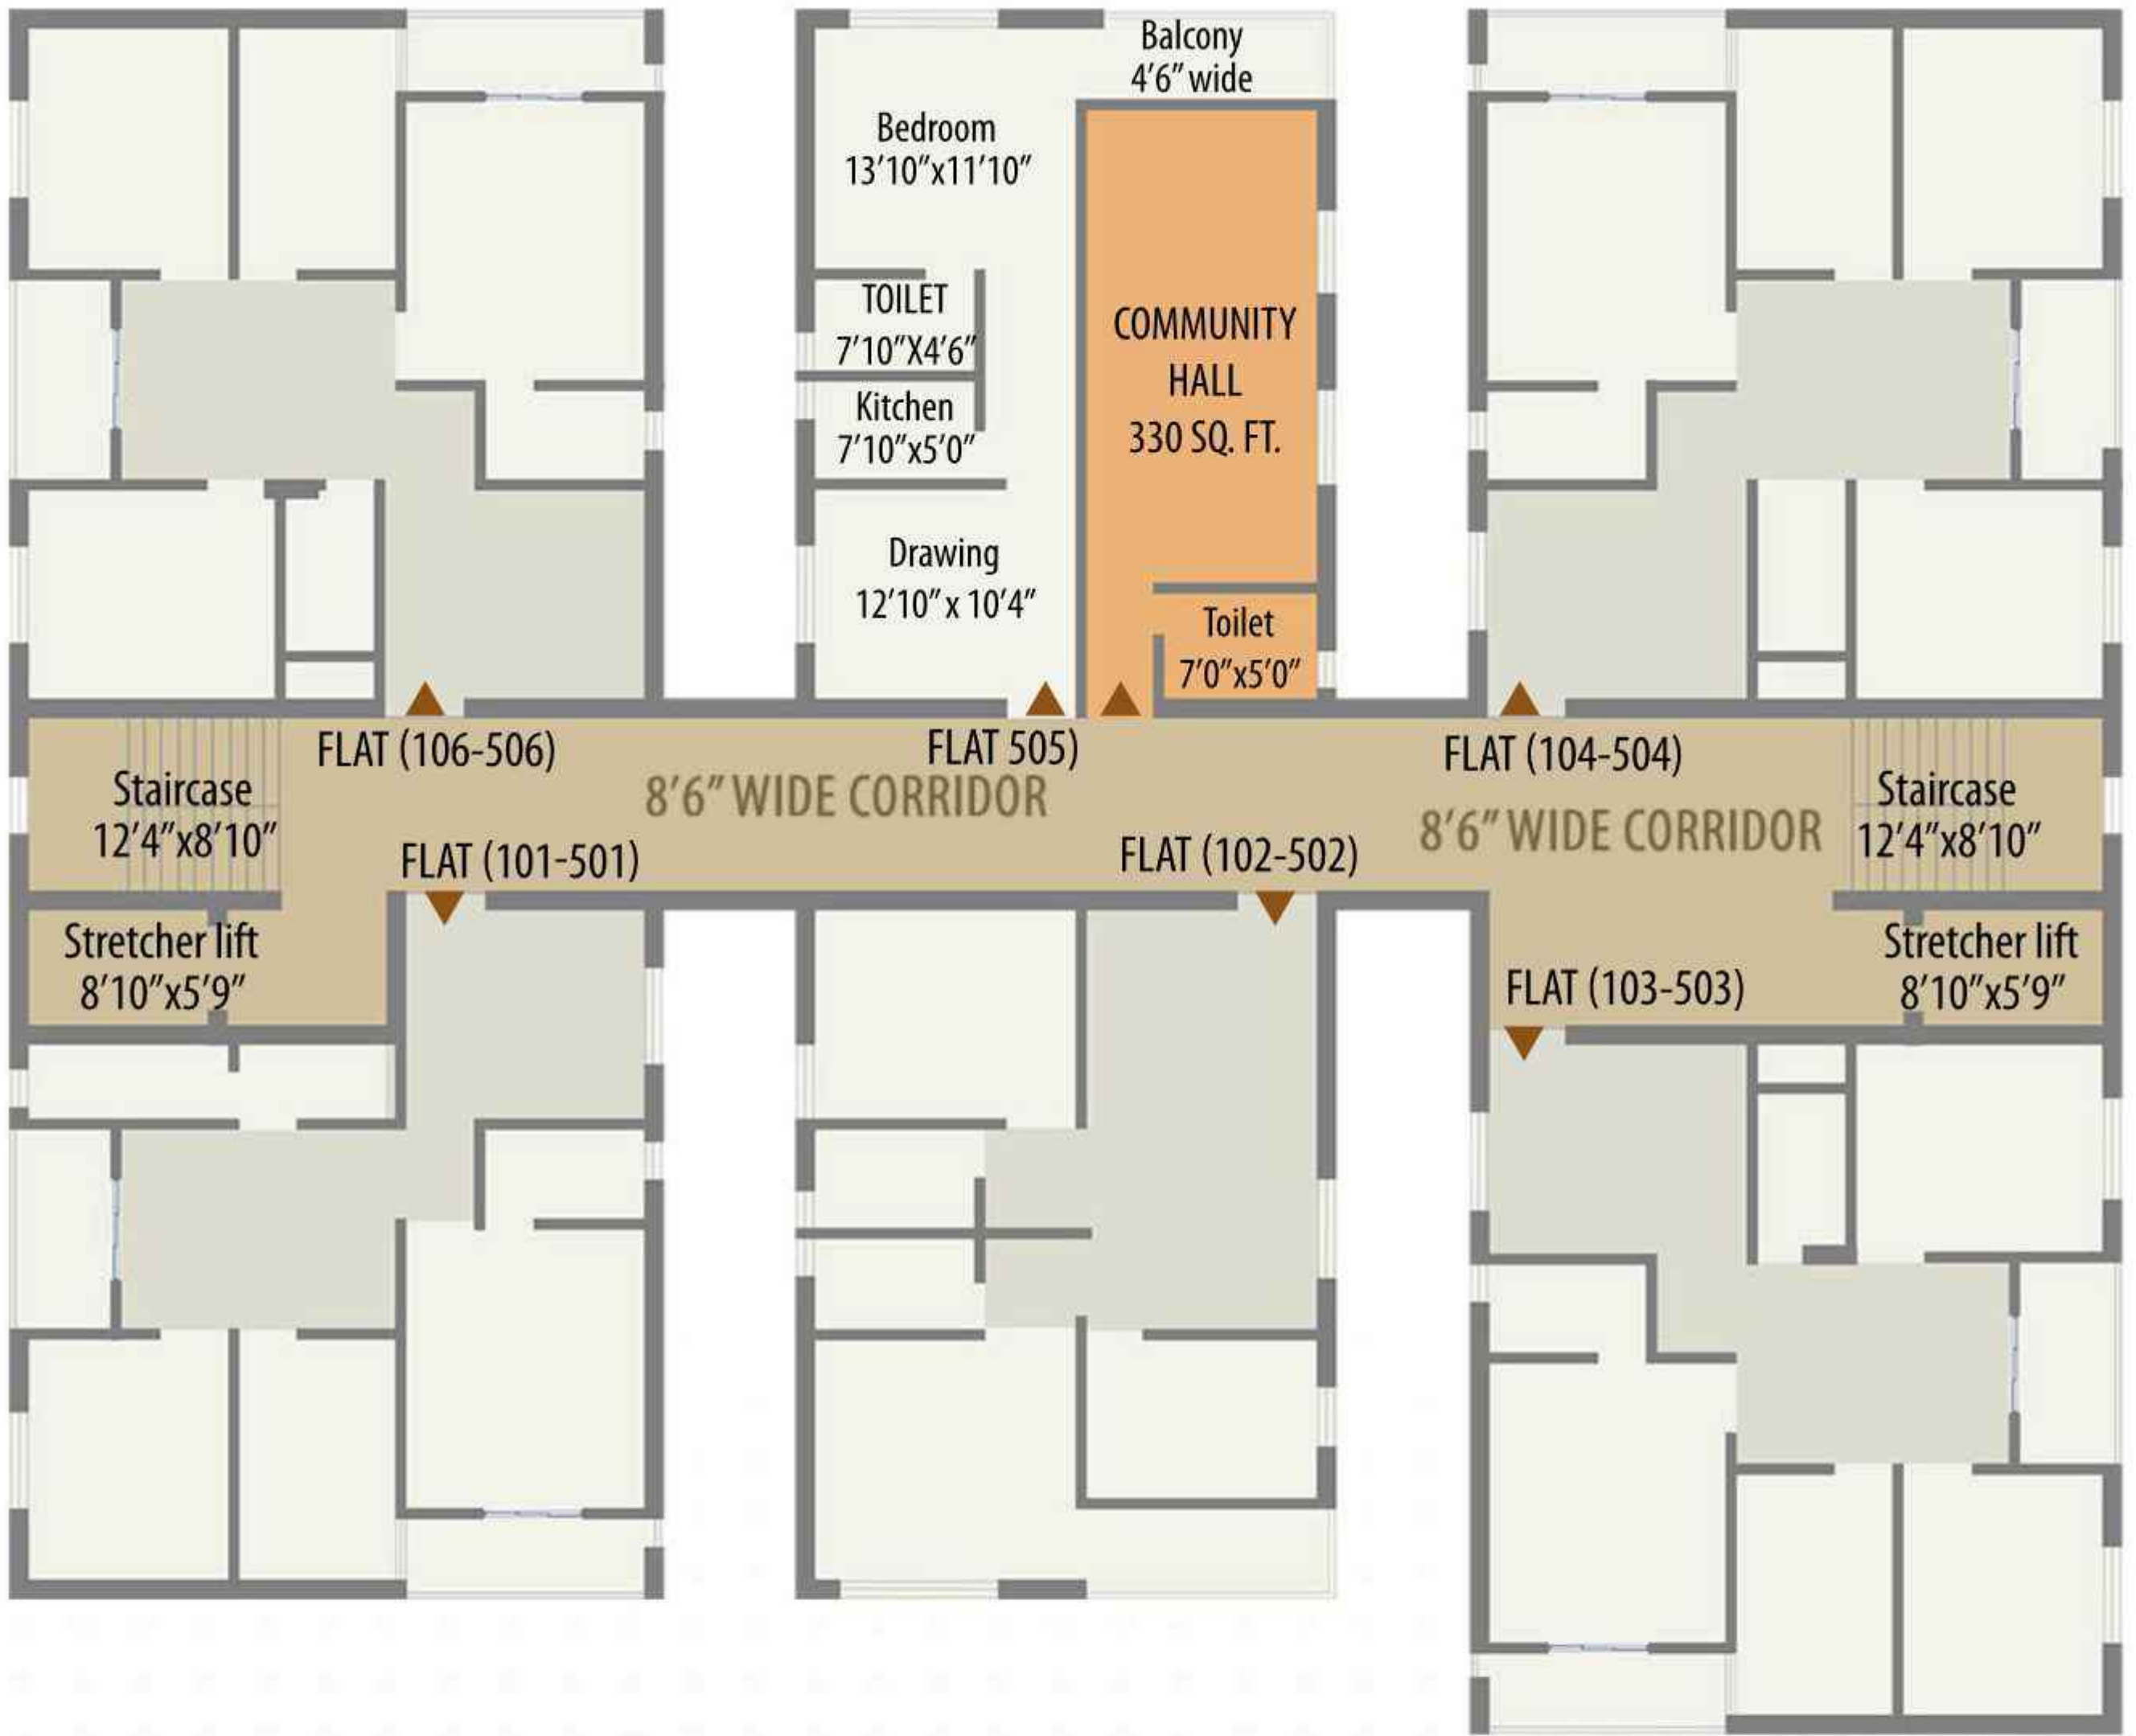 Balcony
4'6" wide
Bedroom
13'10"x11'10"
TOILET
7'10"X4'6"
Kitchen
7'10"x5'0"
Drawing
12'10" x 10'4"
COMMUNITY
HALL
330 SQ. FT.
Toilet
7'0"x5'0"
FLAT (106-506)
FLAT 505)
FLAT (104-504)
Staircase
12'4"x8'10"
8'6" WIDE CORRIDOR
8'6" WIDE CORRIDOR
Staircase
12'4"x8'10"
FLAT (101-501)
FLAT (102-502)
Stretcher lift
8'10"x5'9"
FLAT (103-503)
Stretcher lift
8'10"x5'9"